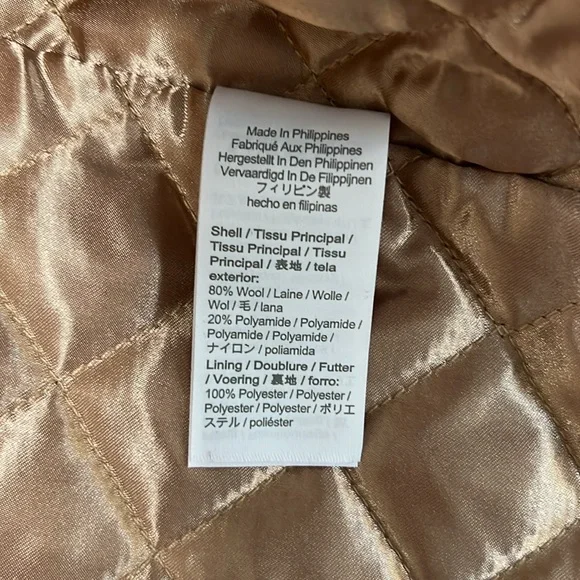 Made In Philippines
Fabriqué Aux Philippines
Hergestellt In Den Philippinen
Vervaardigd In De Filippijnen
フィリピン製
hecho en filipinas
Shell / Tissu Principal /
Tissu Principal / Tissu
Principal / 表地 / tela
exterior:
80% Wool / Laine / Wolle /
Wol / 毛 / lana
20% Polyamide / Polyamide /
Polyamide / Polyamide /
ナイロン / poliamida
Lining / Doublure / Futter
/ Voering / 裏地 / forro:
100% Polyester / Polyester /
Polyester / Polyester / ポリエ
ステル / poliéster